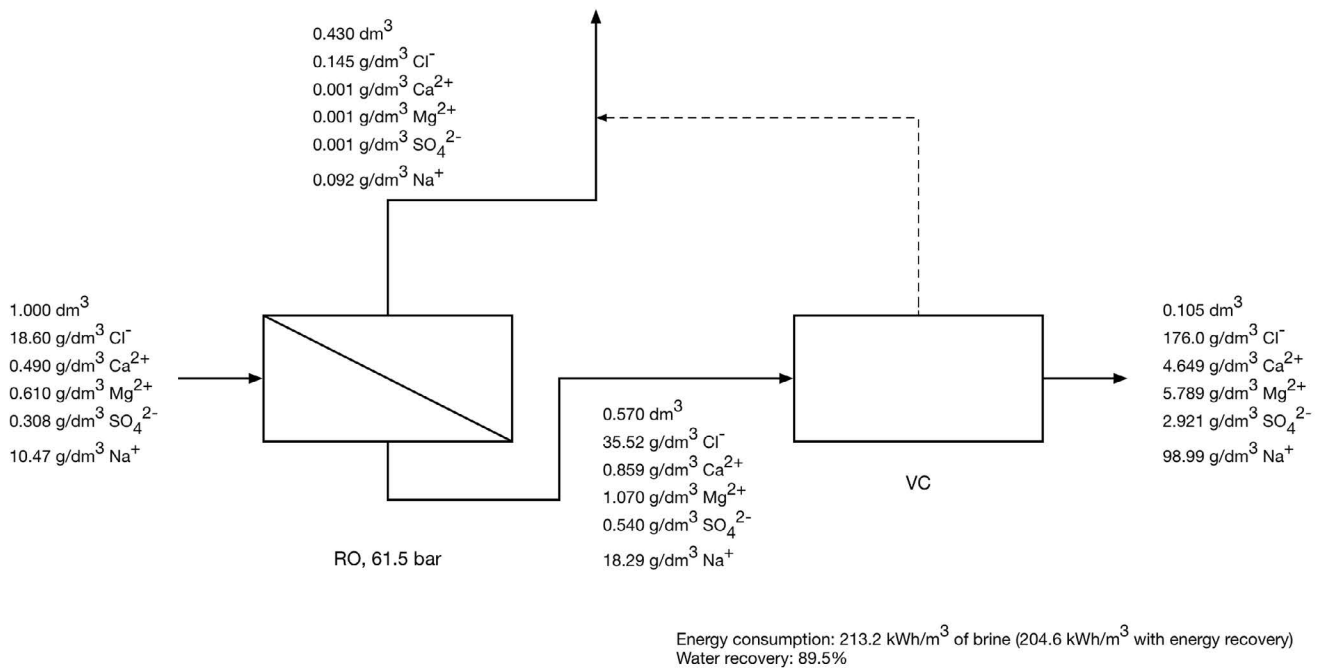 0.430 dm³
0.145 g/dm³ Cl⁻
0.001 g/dm³ Ca²⁺
0.001 g/dm³ Mg²⁺
0.001 g/dm³ SO₄²⁻
0.092 g/dm³ Na⁺
1.000 dm³
18.60 g/dm³ Cl⁻
0.490 g/dm³ Ca²⁺
0.610 g/dm³ Mg²⁺
0.308 g/dm³ SO₄²⁻
10.47 g/dm³ Na⁺
RO, 61.5 bar
0.570 dm³
35.52 g/dm³ Cl⁻
0.859 g/dm³ Ca²⁺
1.070 g/dm³ Mg²⁺
0.540 g/dm³ SO₄²⁻
18.29 g/dm³ Na⁺
VC
0.105 dm³
176.0 g/dm³ Cl⁻
4.649 g/dm³ Ca²⁺
5.789 g/dm³ Mg²⁺
2.921 g/dm³ SO₄²⁻
98.99 g/dm³ Na⁺
Energy consumption: 213.2 kWh/m³ of brine (204.6 kWh/m³ with energy recovery)
Water recovery: 89.5%